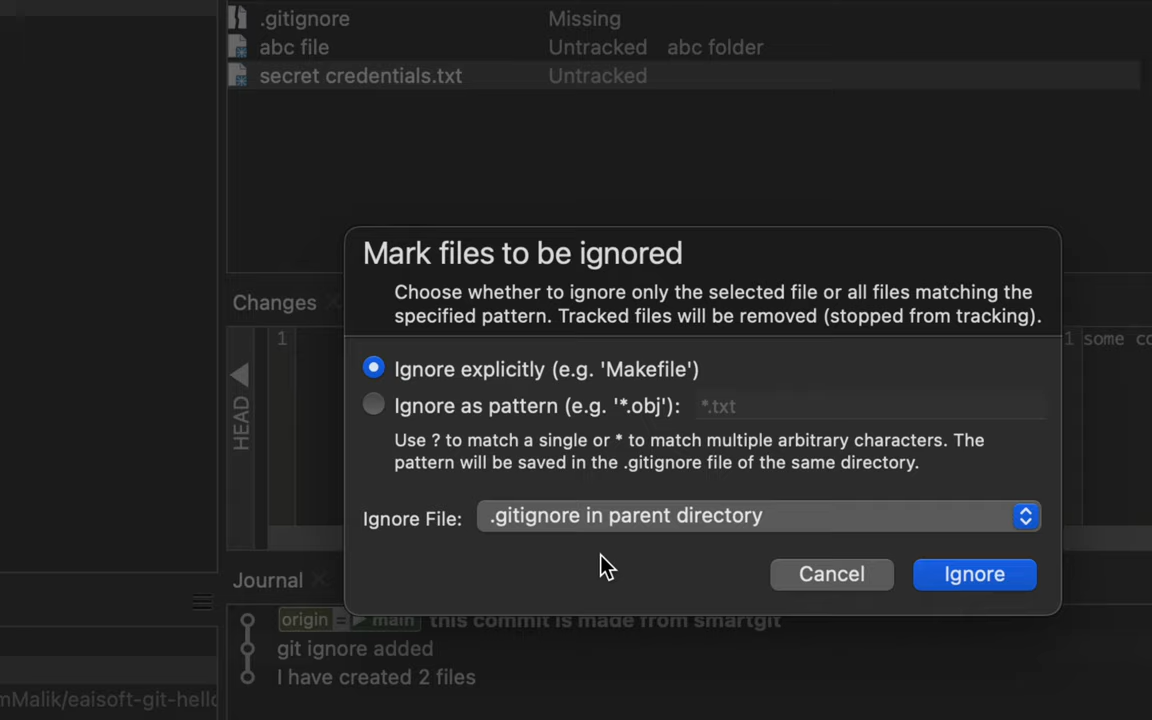 .gitignore Missing
abc file Untracked abc folder
secret credentials.txt Untracked
Mark files to be ignored
Choose whether to ignore only the selected file or all files matching the
specified pattern. Tracked files will be removed (stopped from tracking).
Changes
1
1 some co
Ignore explicitly (e.g. 'Makefile')
Ignore as pattern (e.g. '*.obj'): *.txt
HEAD
Use ? to match a single or * to match multiple arbitrary characters. The
pattern will be saved in the .gitignore file of the same directory.
Ignore File: .gitignore in parent directory
Cancel Ignore
Journal
origin = main this commit is made from smartgit
git ignore added
I have created 2 files
mMalik/eaisoft-git-hello